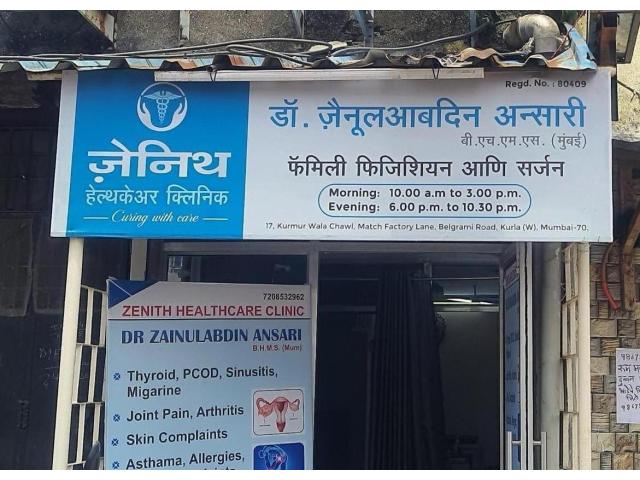 Regd. No. : 80409
डॉ. ज़ैनूलआबदिन अन्सारी
बी.एच.एम.एस. (मुंबई)
ज़ेनिथ
हेल्थकेअर क्लिनिक
Curing with care
फॅमिली फिजिशियन आणि सर्जन
Morning: 10.00 a.m to 3.00 p.m.
Evening: 6.00 p.m. to 10.30 p.m.
17, Kurmur Wala Chawl, Match Factory Lane, Belgrami Road, Kurla (W), Mumbai-70.
7208532962
ZENITH HEALTHCARE CLINIC
DR ZAINULABDIN ANSARI
B.H.M.S. (Mum)
Thyroid, PCOD, Sinusitis,
Migarine
Joint Pain, Arthritis
Skin Complaints
Asthama, Allergies,